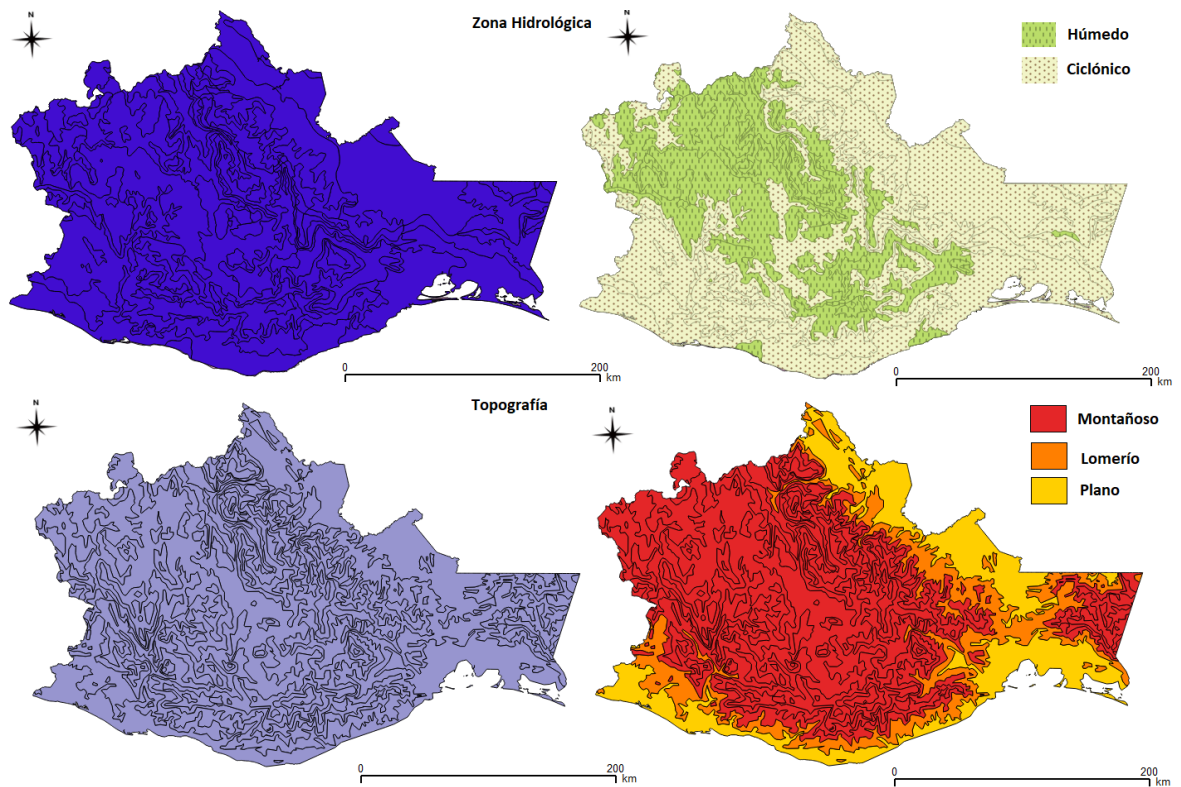 N
Zona Hidrológica
0
200
km
N
Húmedo
Ciclónico
0
200
km
N
Topografía
0
200
km
N
Montañoso
Lomerío
Plano
0
200
km